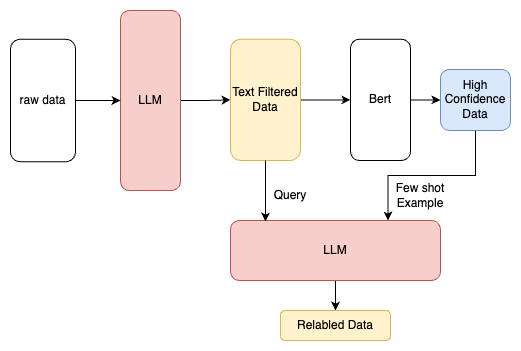 raw data
LLM
Text Filtered
Data
Bert
High
Confidence
Data
Query
Few shot
Example
LLM
Relabled Data